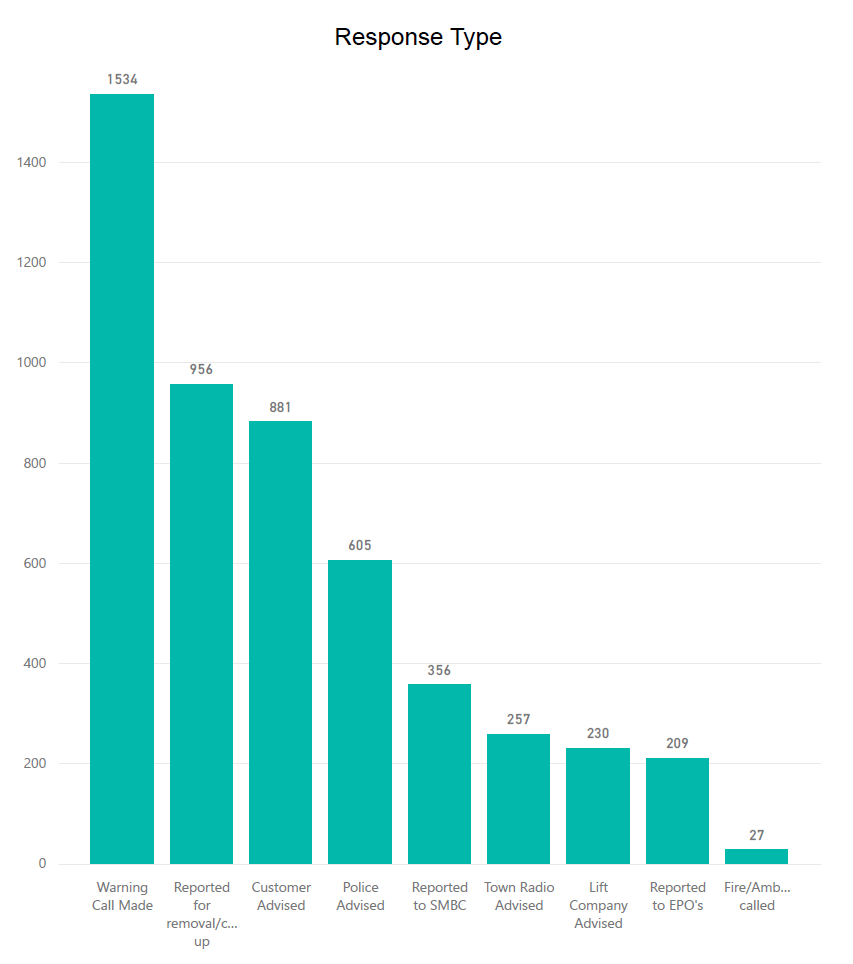 Response Type
1534
1400
1200
1000
956
881
800
605
600
400
356
257
230
209
200
27
0
Warning
Call Made
Reported
for
removal/c...
up
Customer
Advised
Police
Advised
Reported
to SMBC
Town Radio
Advised
Lift
Company
Advised
Reported
to EPO's
Fire/Amb...
called